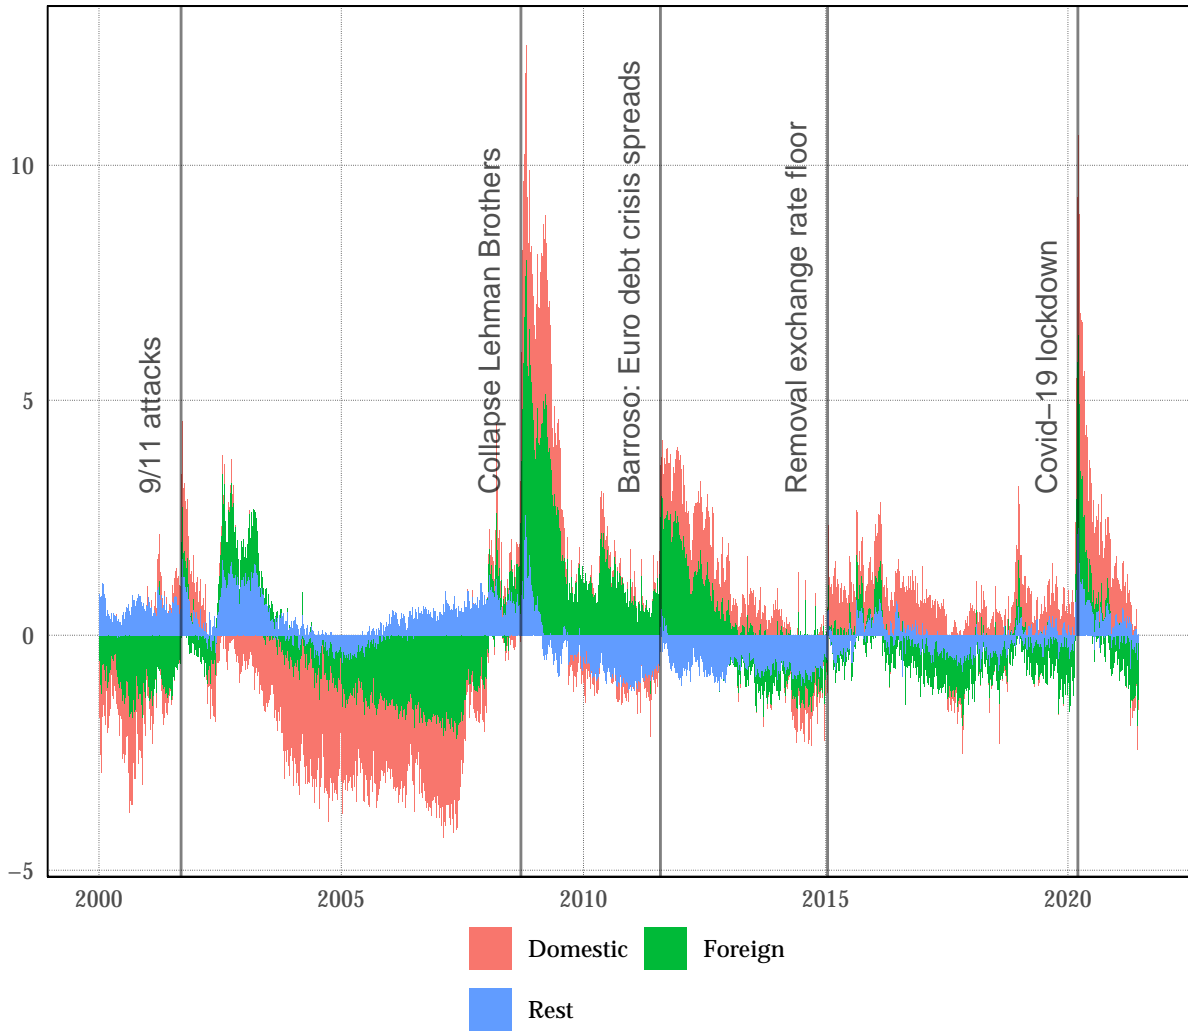 10
5
0
−5
9/11 attacks
Collapse Lehman Brothers
Barroso: Euro debt crisis spreads
Removal exchange rate floor
Covid−19 lockdown
2000 2005 2010 2015 2020
Domestic Foreign
Rest